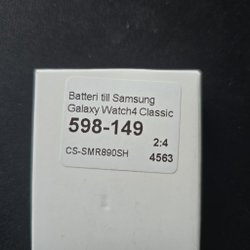 Batteri till Samsung
Galaxy Watch4 Classic
598-149
2:4
CS-SMR890SH 4563